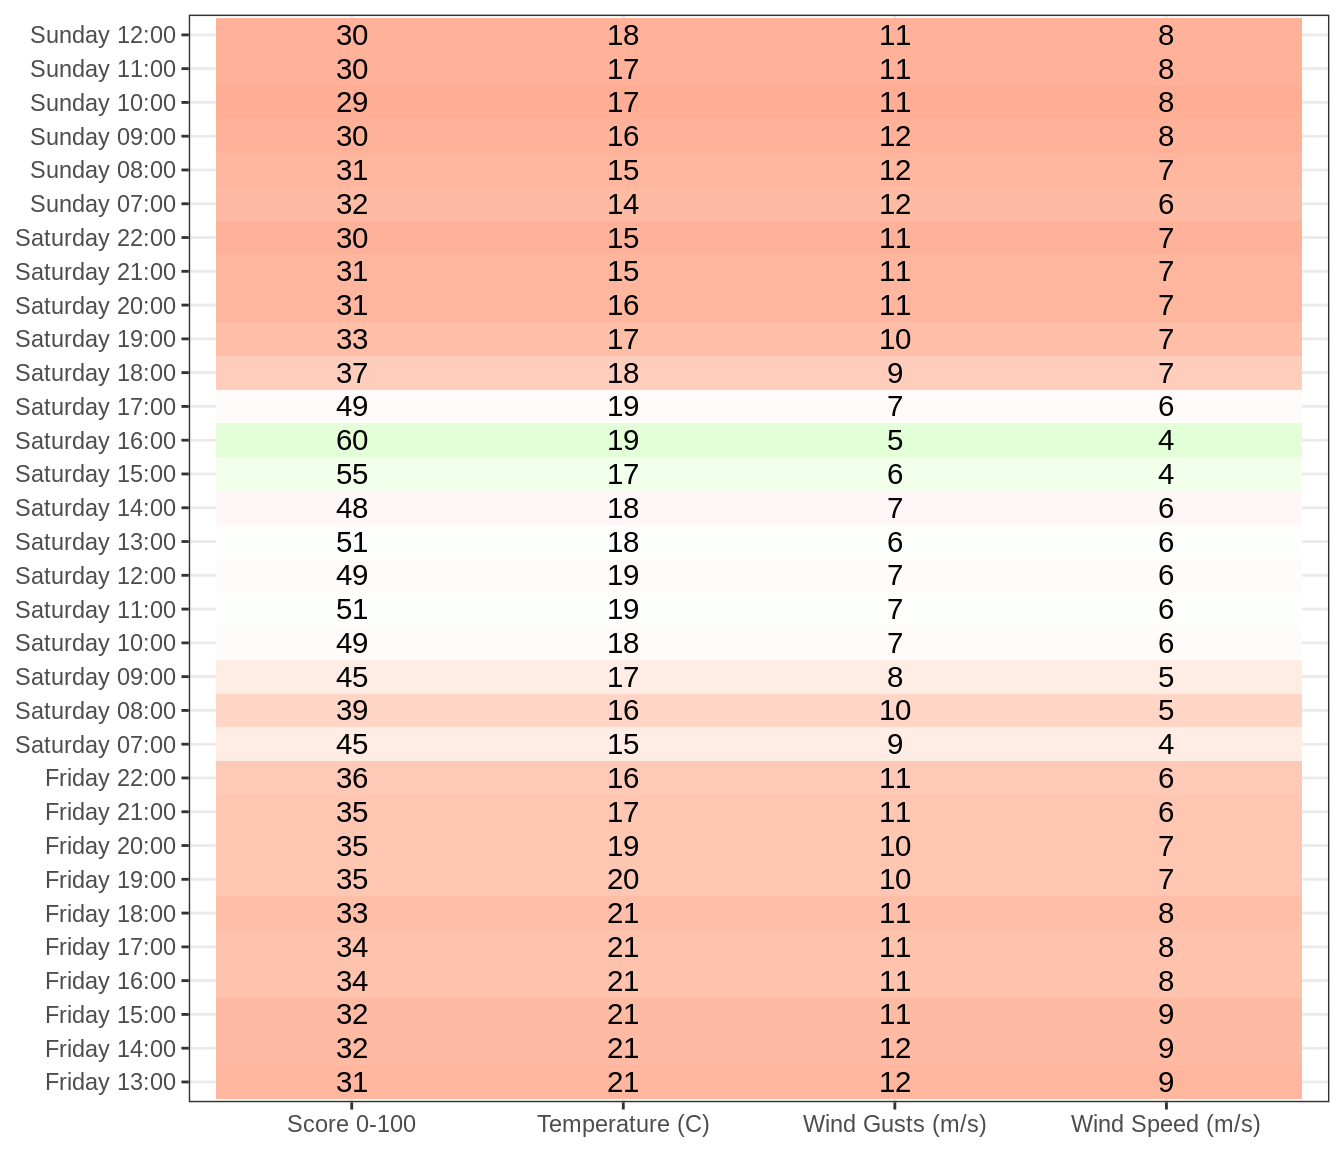 Sunday 12:00 30 18 11 8
Sunday 11:00 30 17 11 8
Sunday 10:00 29 17 11 8
Sunday 09:00 30 16 12 8
Sunday 08:00 31 15 12 7
Sunday 07:00 32 14 12 6
Saturday 22:00 30 15 11 7
Saturday 21:00 31 15 11 7
Saturday 20:00 31 16 11 7
Saturday 19:00 33 17 10 7
Saturday 18:00 37 18 9 7
Saturday 17:00 49 19 7 6
Saturday 16:00 60 19 5 4
Saturday 15:00 55 17 6 4
Saturday 14:00 48 18 7 6
Saturday 13:00 51 18 6 6
Saturday 12:00 49 19 7 6
Saturday 11:00 51 19 7 6
Saturday 10:00 49 18 7 6
Saturday 09:00 45 17 8 5
Saturday 08:00 39 16 10 5
Saturday 07:00 45 15 9 4
Friday 22:00 36 16 11 6
Friday 21:00 35 17 11 6
Friday 20:00 35 19 10 7
Friday 19:00 35 20 10 7
Friday 18:00 33 21 11 8
Friday 17:00 34 21 11 8
Friday 16:00 34 21 11 8
Friday 15:00 32 21 11 9
Friday 14:00 32 21 12 9
Friday 13:00 31 21 12 9
Score 0-100 Temperature (C) Wind Gusts (m/s) Wind Speed (m/s)